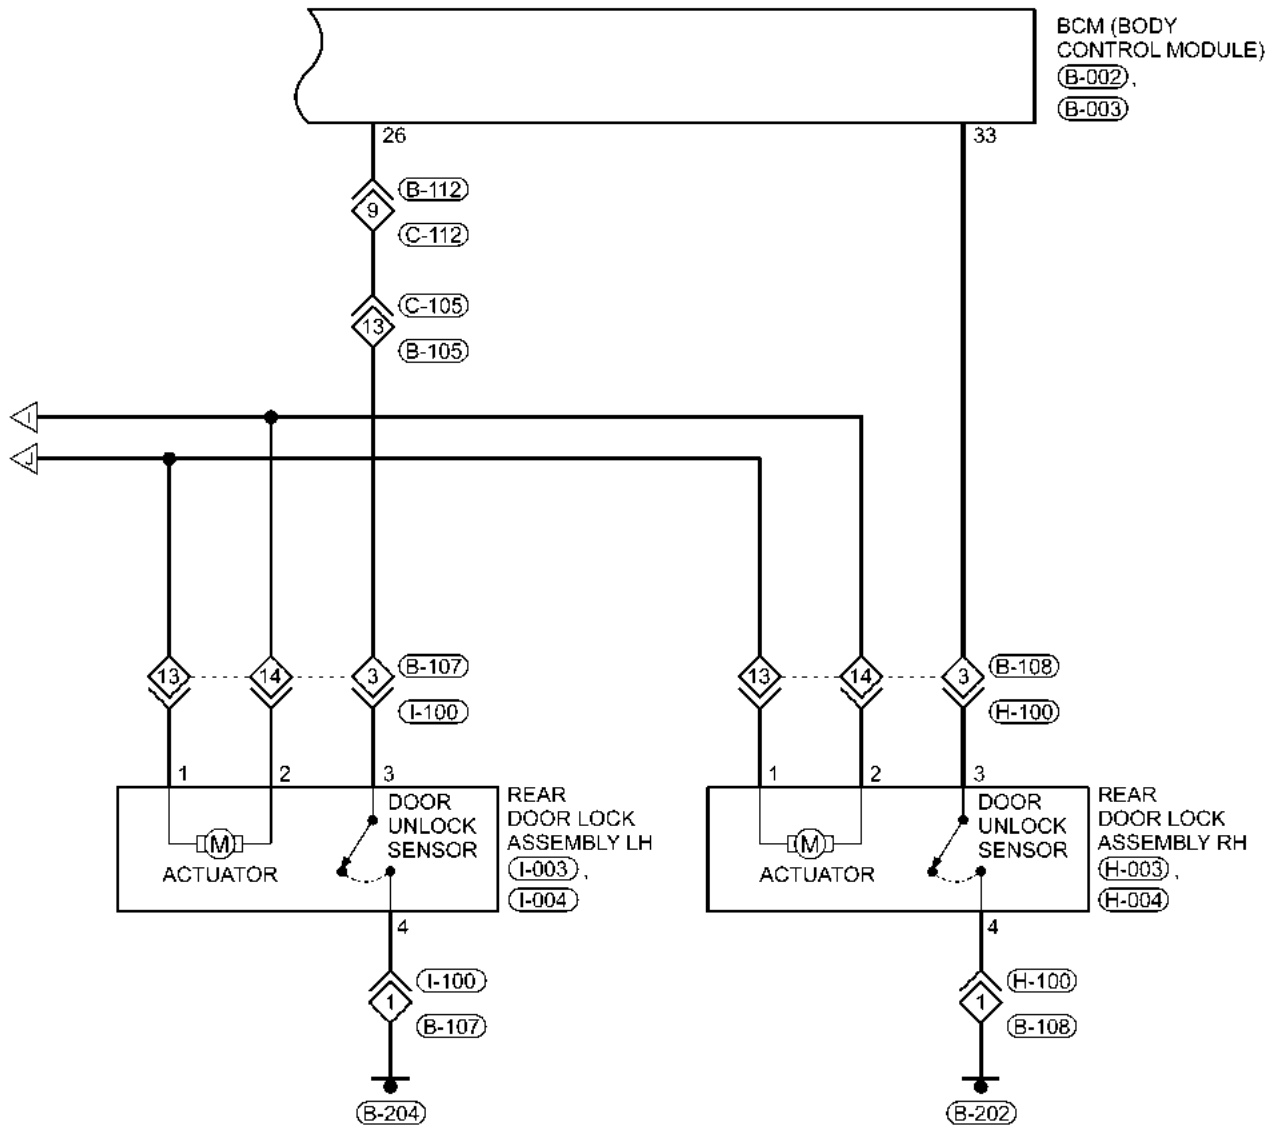 BCM (BODY
CONTROL MODULE)
B-002 ,
B-003
26
33
B-112
9
C-112
C-105
13
B-105
I
J
13
14
3
B-107
I-100
13
14
3
B-108
H-100
1
2
3
1
2
3
DOOR
UNLOCK
SENSOR
M
ACTUATOR
REAR
DOOR LOCK
ASSEMBLY LH
I-003 ,
I-004
DOOR
UNLOCK
SENSOR
M
ACTUATOR
REAR
DOOR LOCK
ASSEMBLY RH
H-003 ,
H-004
4
I-100
1
B-107
B-204
4
H-100
1
B-108
B-202